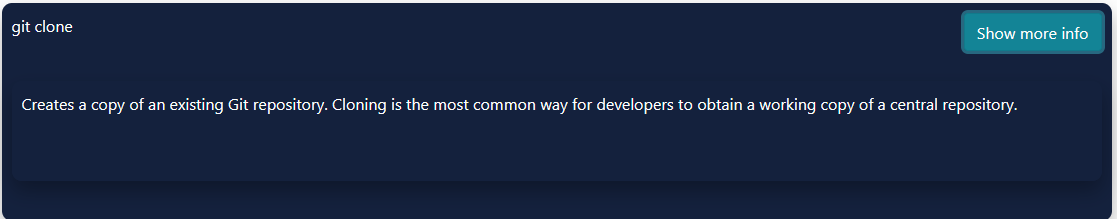 git clone
Show more info
Creates a copy of an existing Git repository. Cloning is the most common way for developers to obtain a working copy of a central repository.